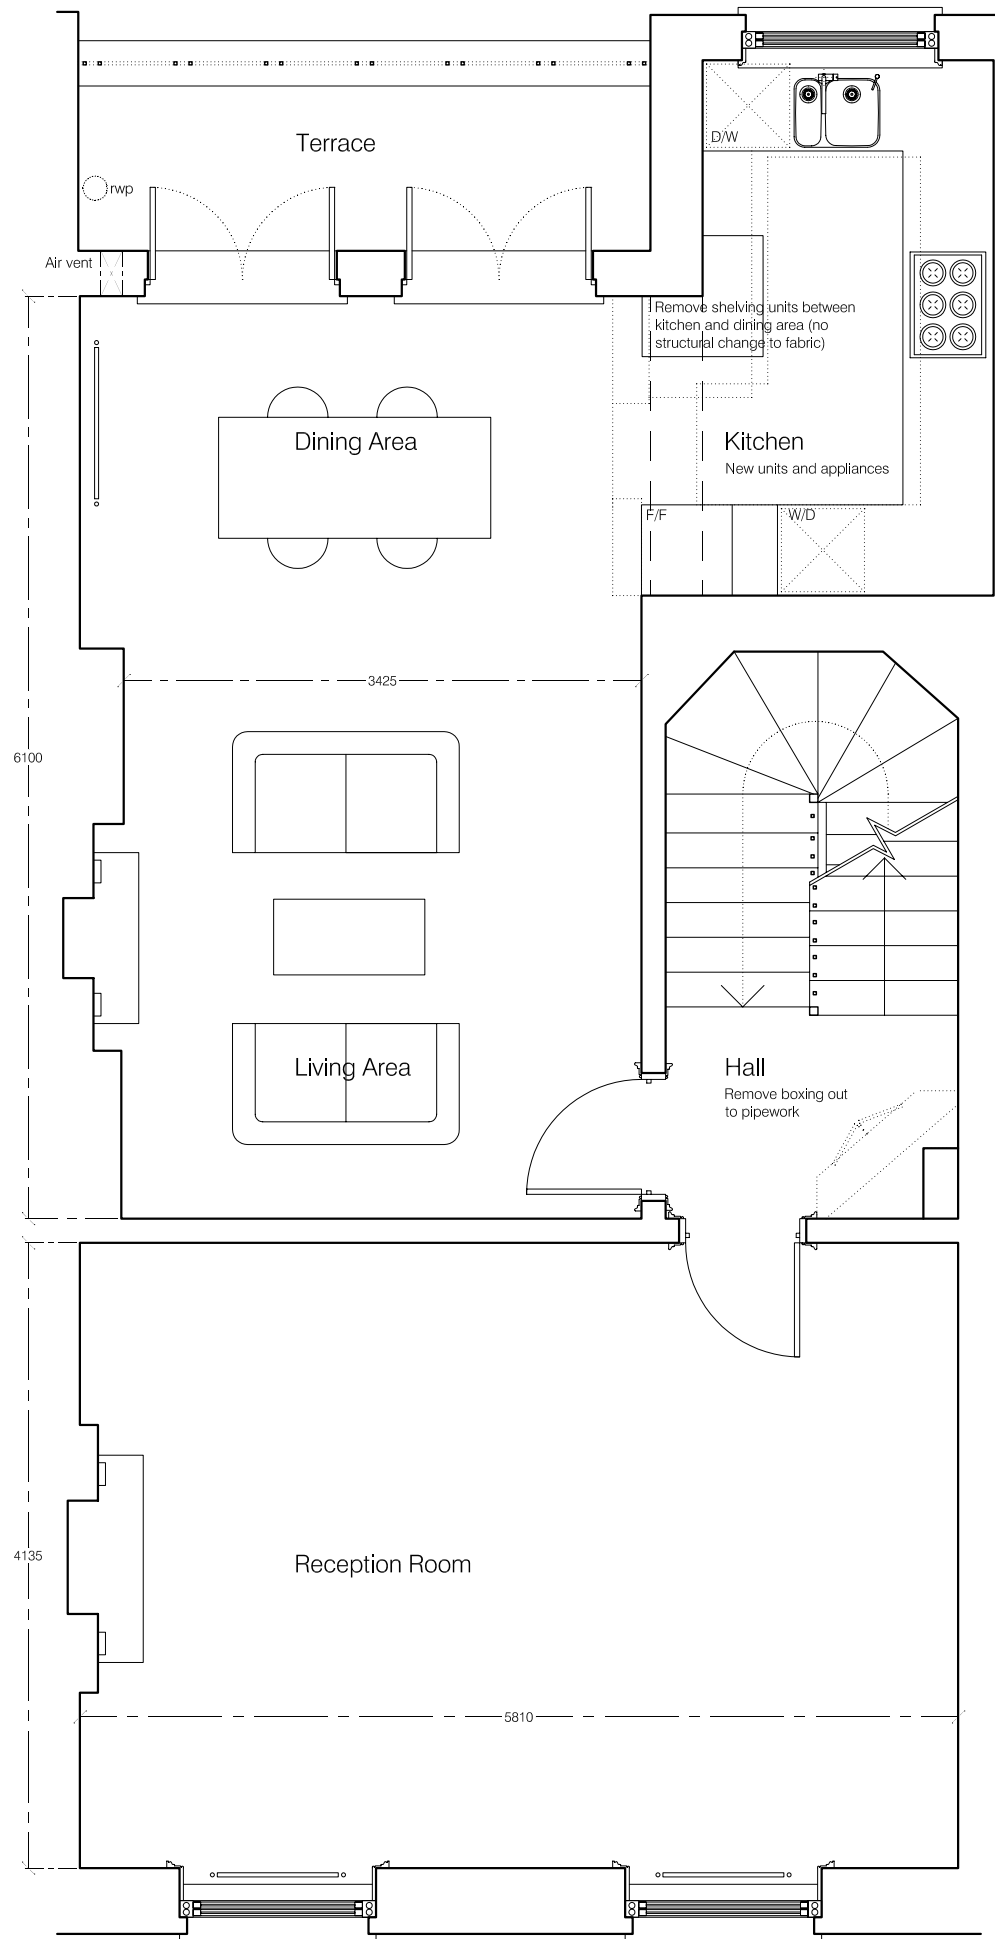 D/W
Terrace
rwp
Air vent
Remove shelving units between
kitchen and dining area (no
structural change to fabric)
Dining Area
Kitchen
New units and appliances
F/F
W/D
3425
6100
Living Area
Hall
Remove boxing out
to pipework
4135
Reception Room
5810